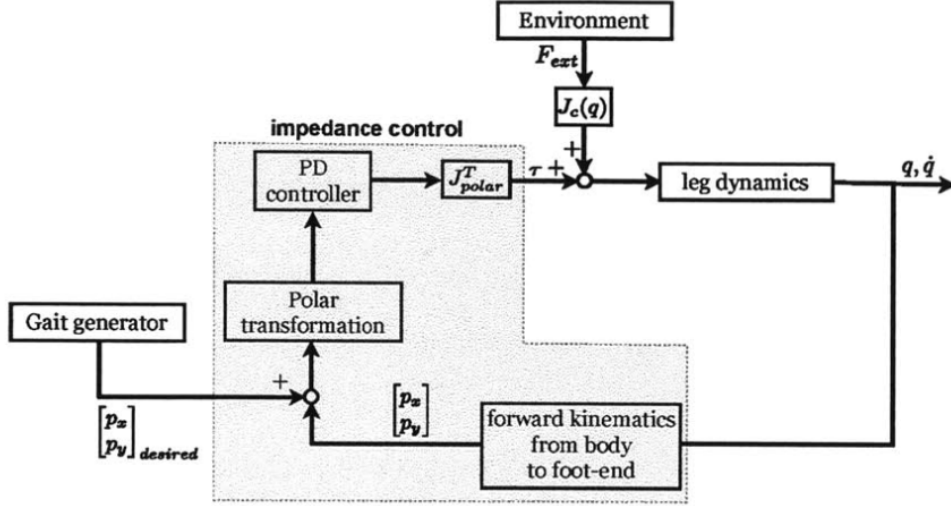 Environment
F_ext
J_c(q)
impedance control
+
PD
controller
J^T_polar
τ +
leg dynamics
q, q̇
Polar
transformation
Gait generator
+
[p_x
p_y]
[p_x
p_y]_desired
forward kinematics
from body
to foot-end